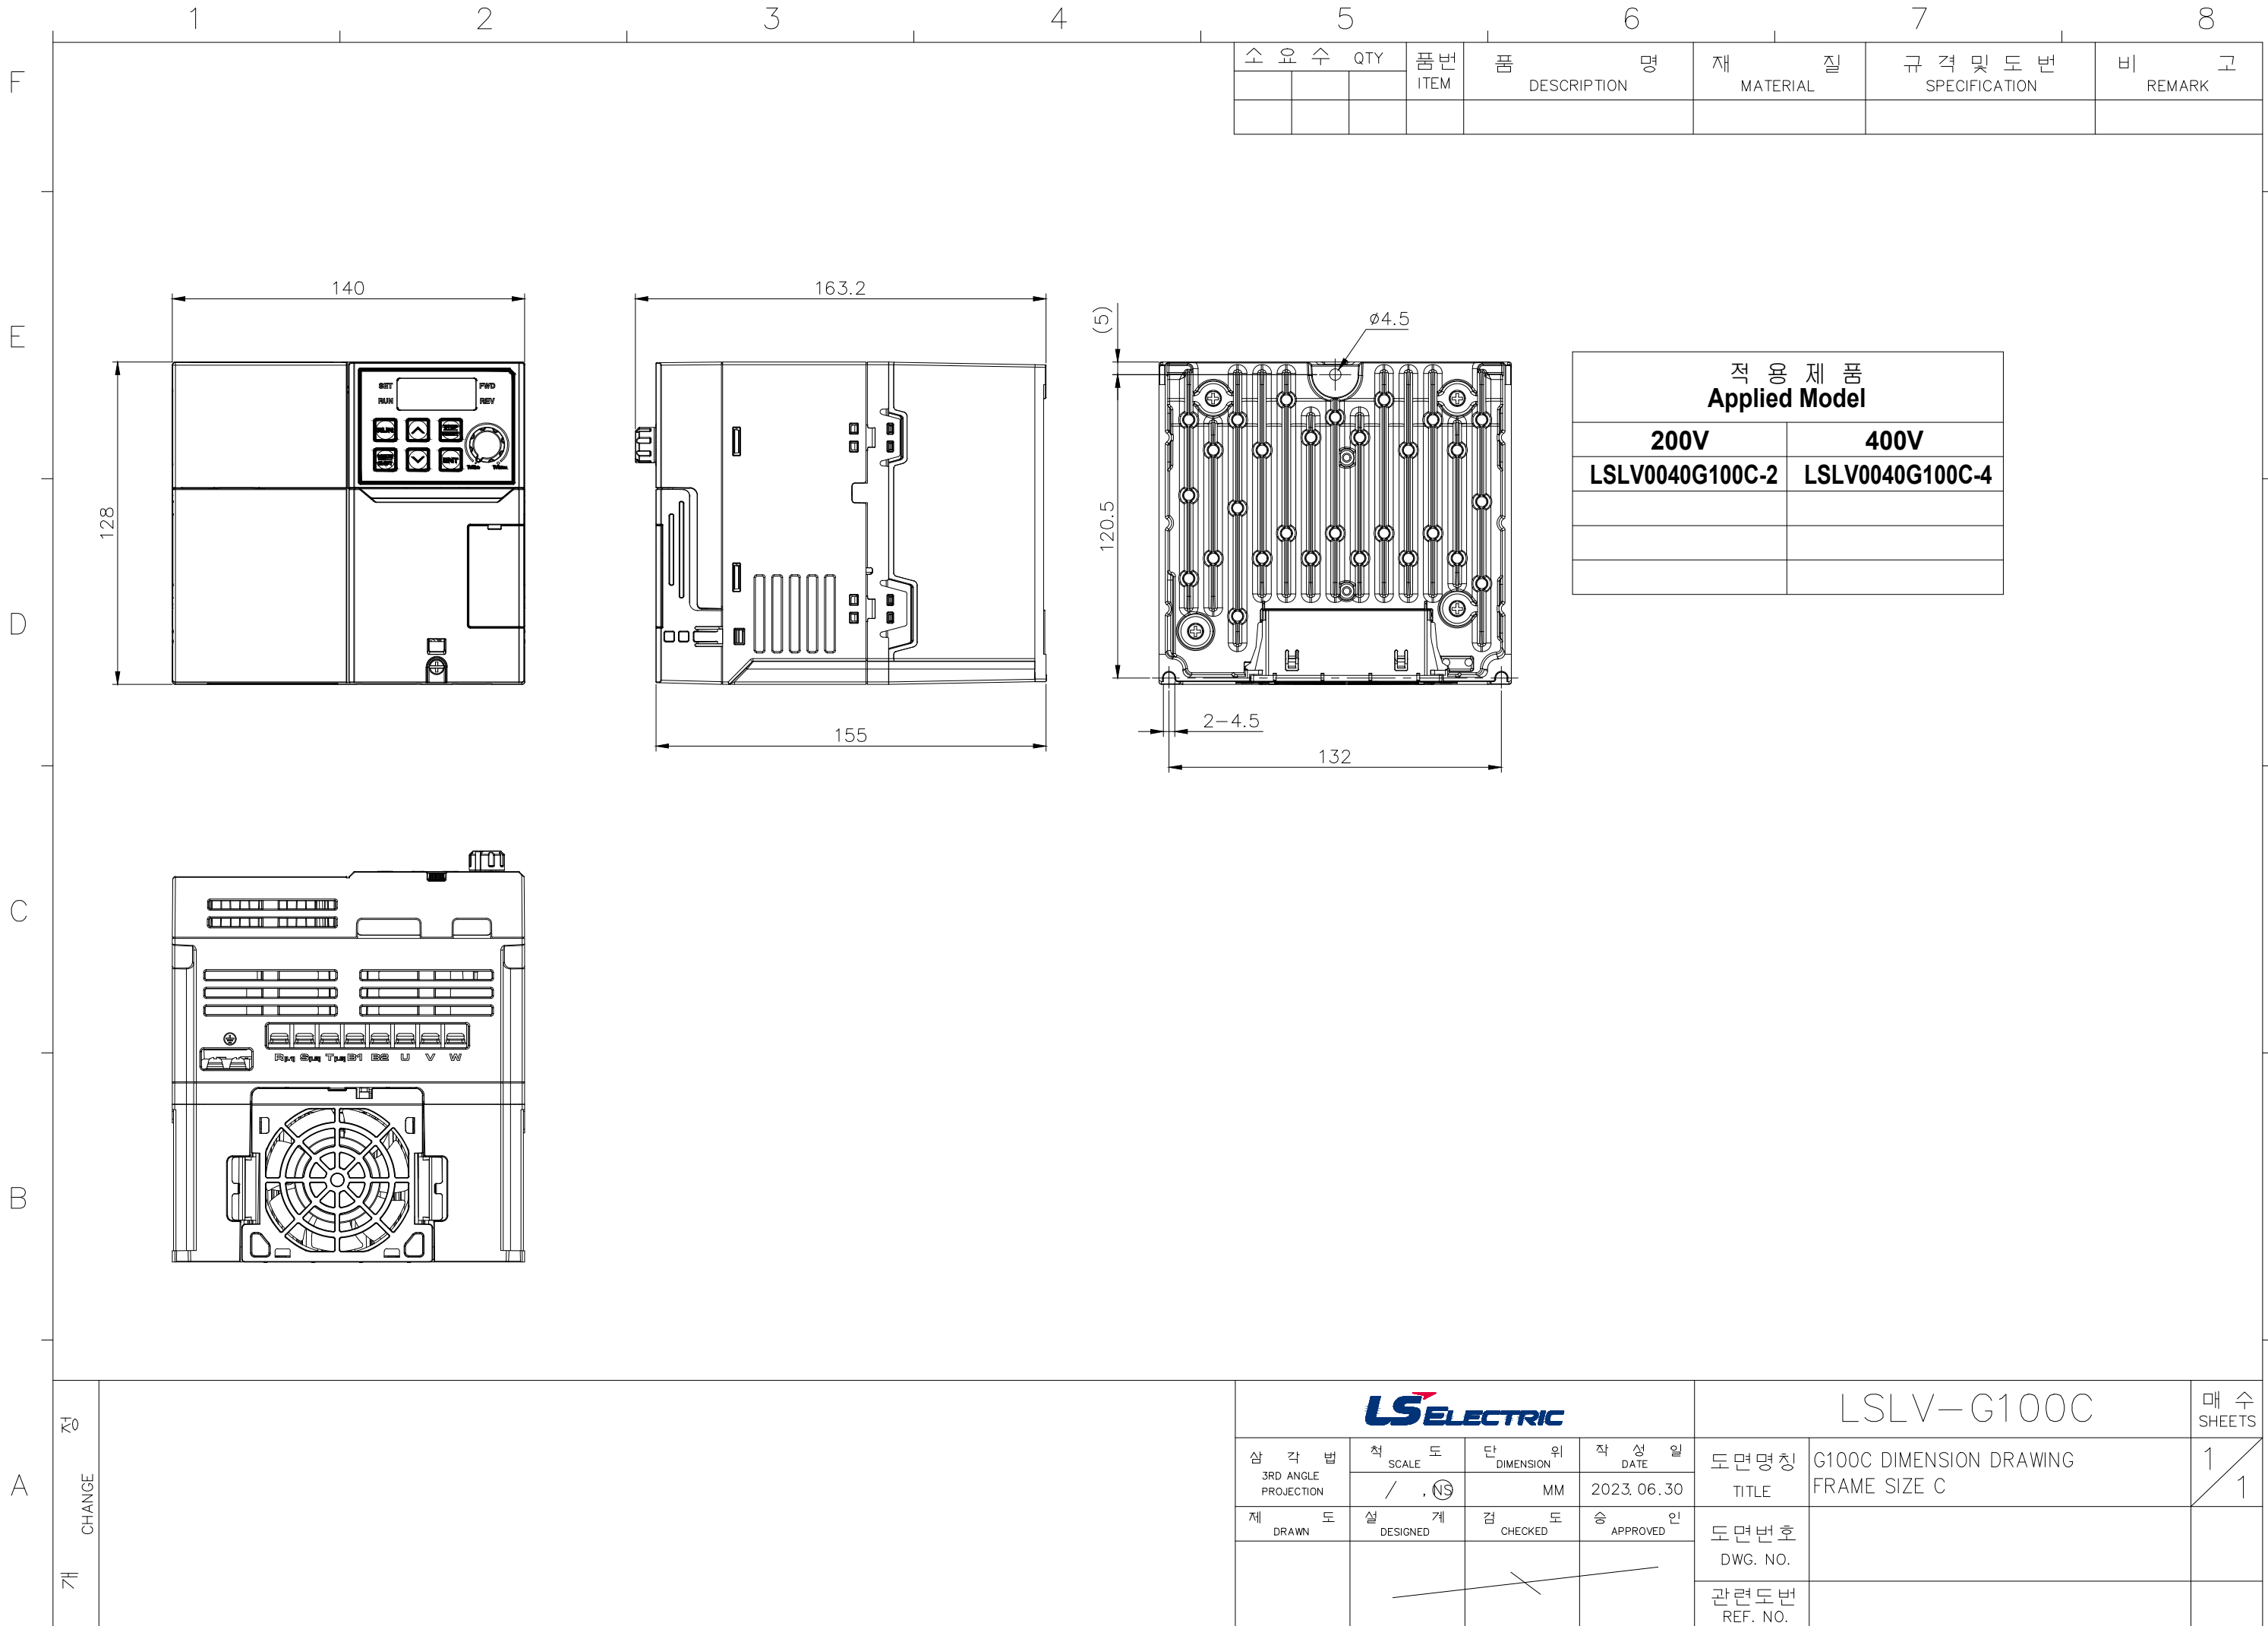 1 2 3 4 5 6 7 8
F
E
D
C
B
A
소 요 수 QTY
품번
ITEM
품 명
DESCRIPTION
재 질
MATERIAL
규 격 및 도 번
SPECIFICATION
비 고
REMARK
140
128
SET
RUN
FWD
REV
RUN
ENT
163.2
155
(5)
ø4.5
120.5
2-4.5
132
적 용 제 품
Applied Model
200V 400V
LSLV0040G100C-2 LSLV0040G100C-4
B1 B2 U V W
정
CHANGE
개
LS ELECTRIC
삼 각 법
3RD ANGLE
PROJECTION
척 도
SCALE
/ , NS
단 위
DIMENSION
MM
작 성 일
DATE
2023. 06. 30
제 도
DRAWN
설 계
DESIGNED
검 도
CHECKED
승 인
APPROVED
LSLV-G100C
매 수
SHEETS
1/1
도면명칭
TITLE
G100C DIMENSION DRAWING
FRAME SIZE C
도면번호
DWG. NO.
관련도번
REF. NO.